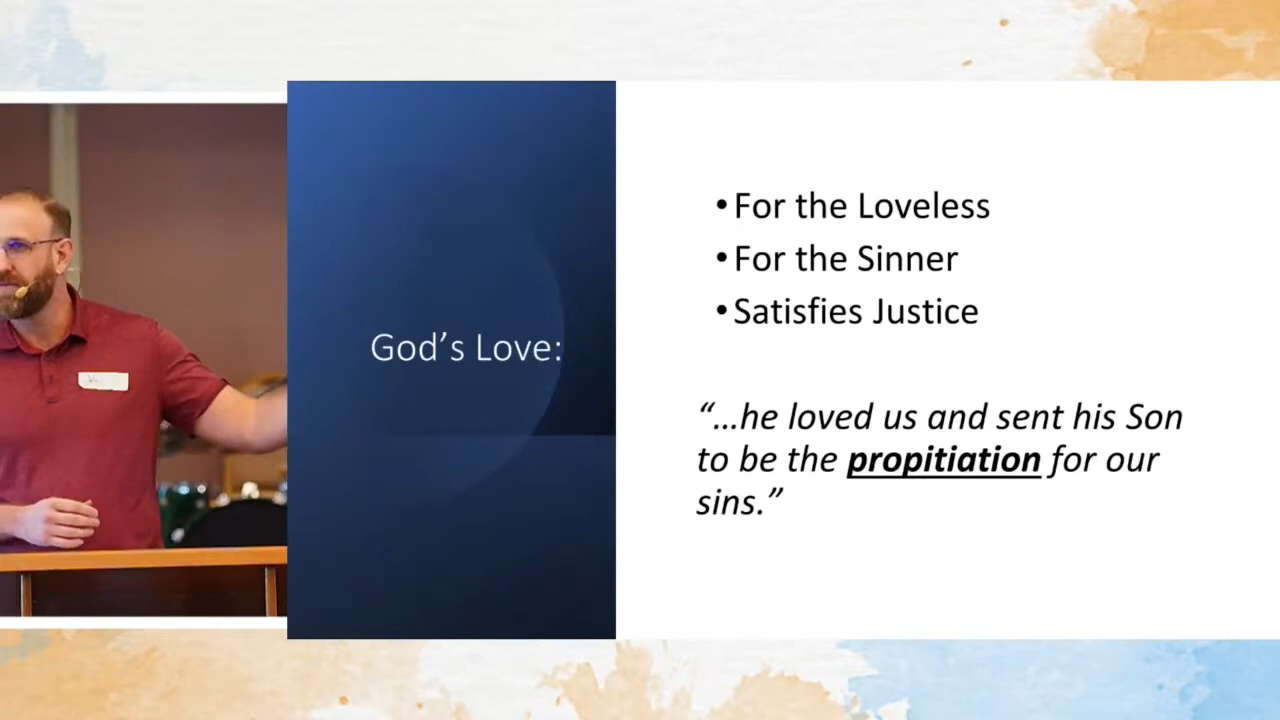 God’s Love:
•For the Loveless
•For the Sinner
•Satisfies Justice
“…he loved us and sent his Son
to be the propitiation for our
sins.”